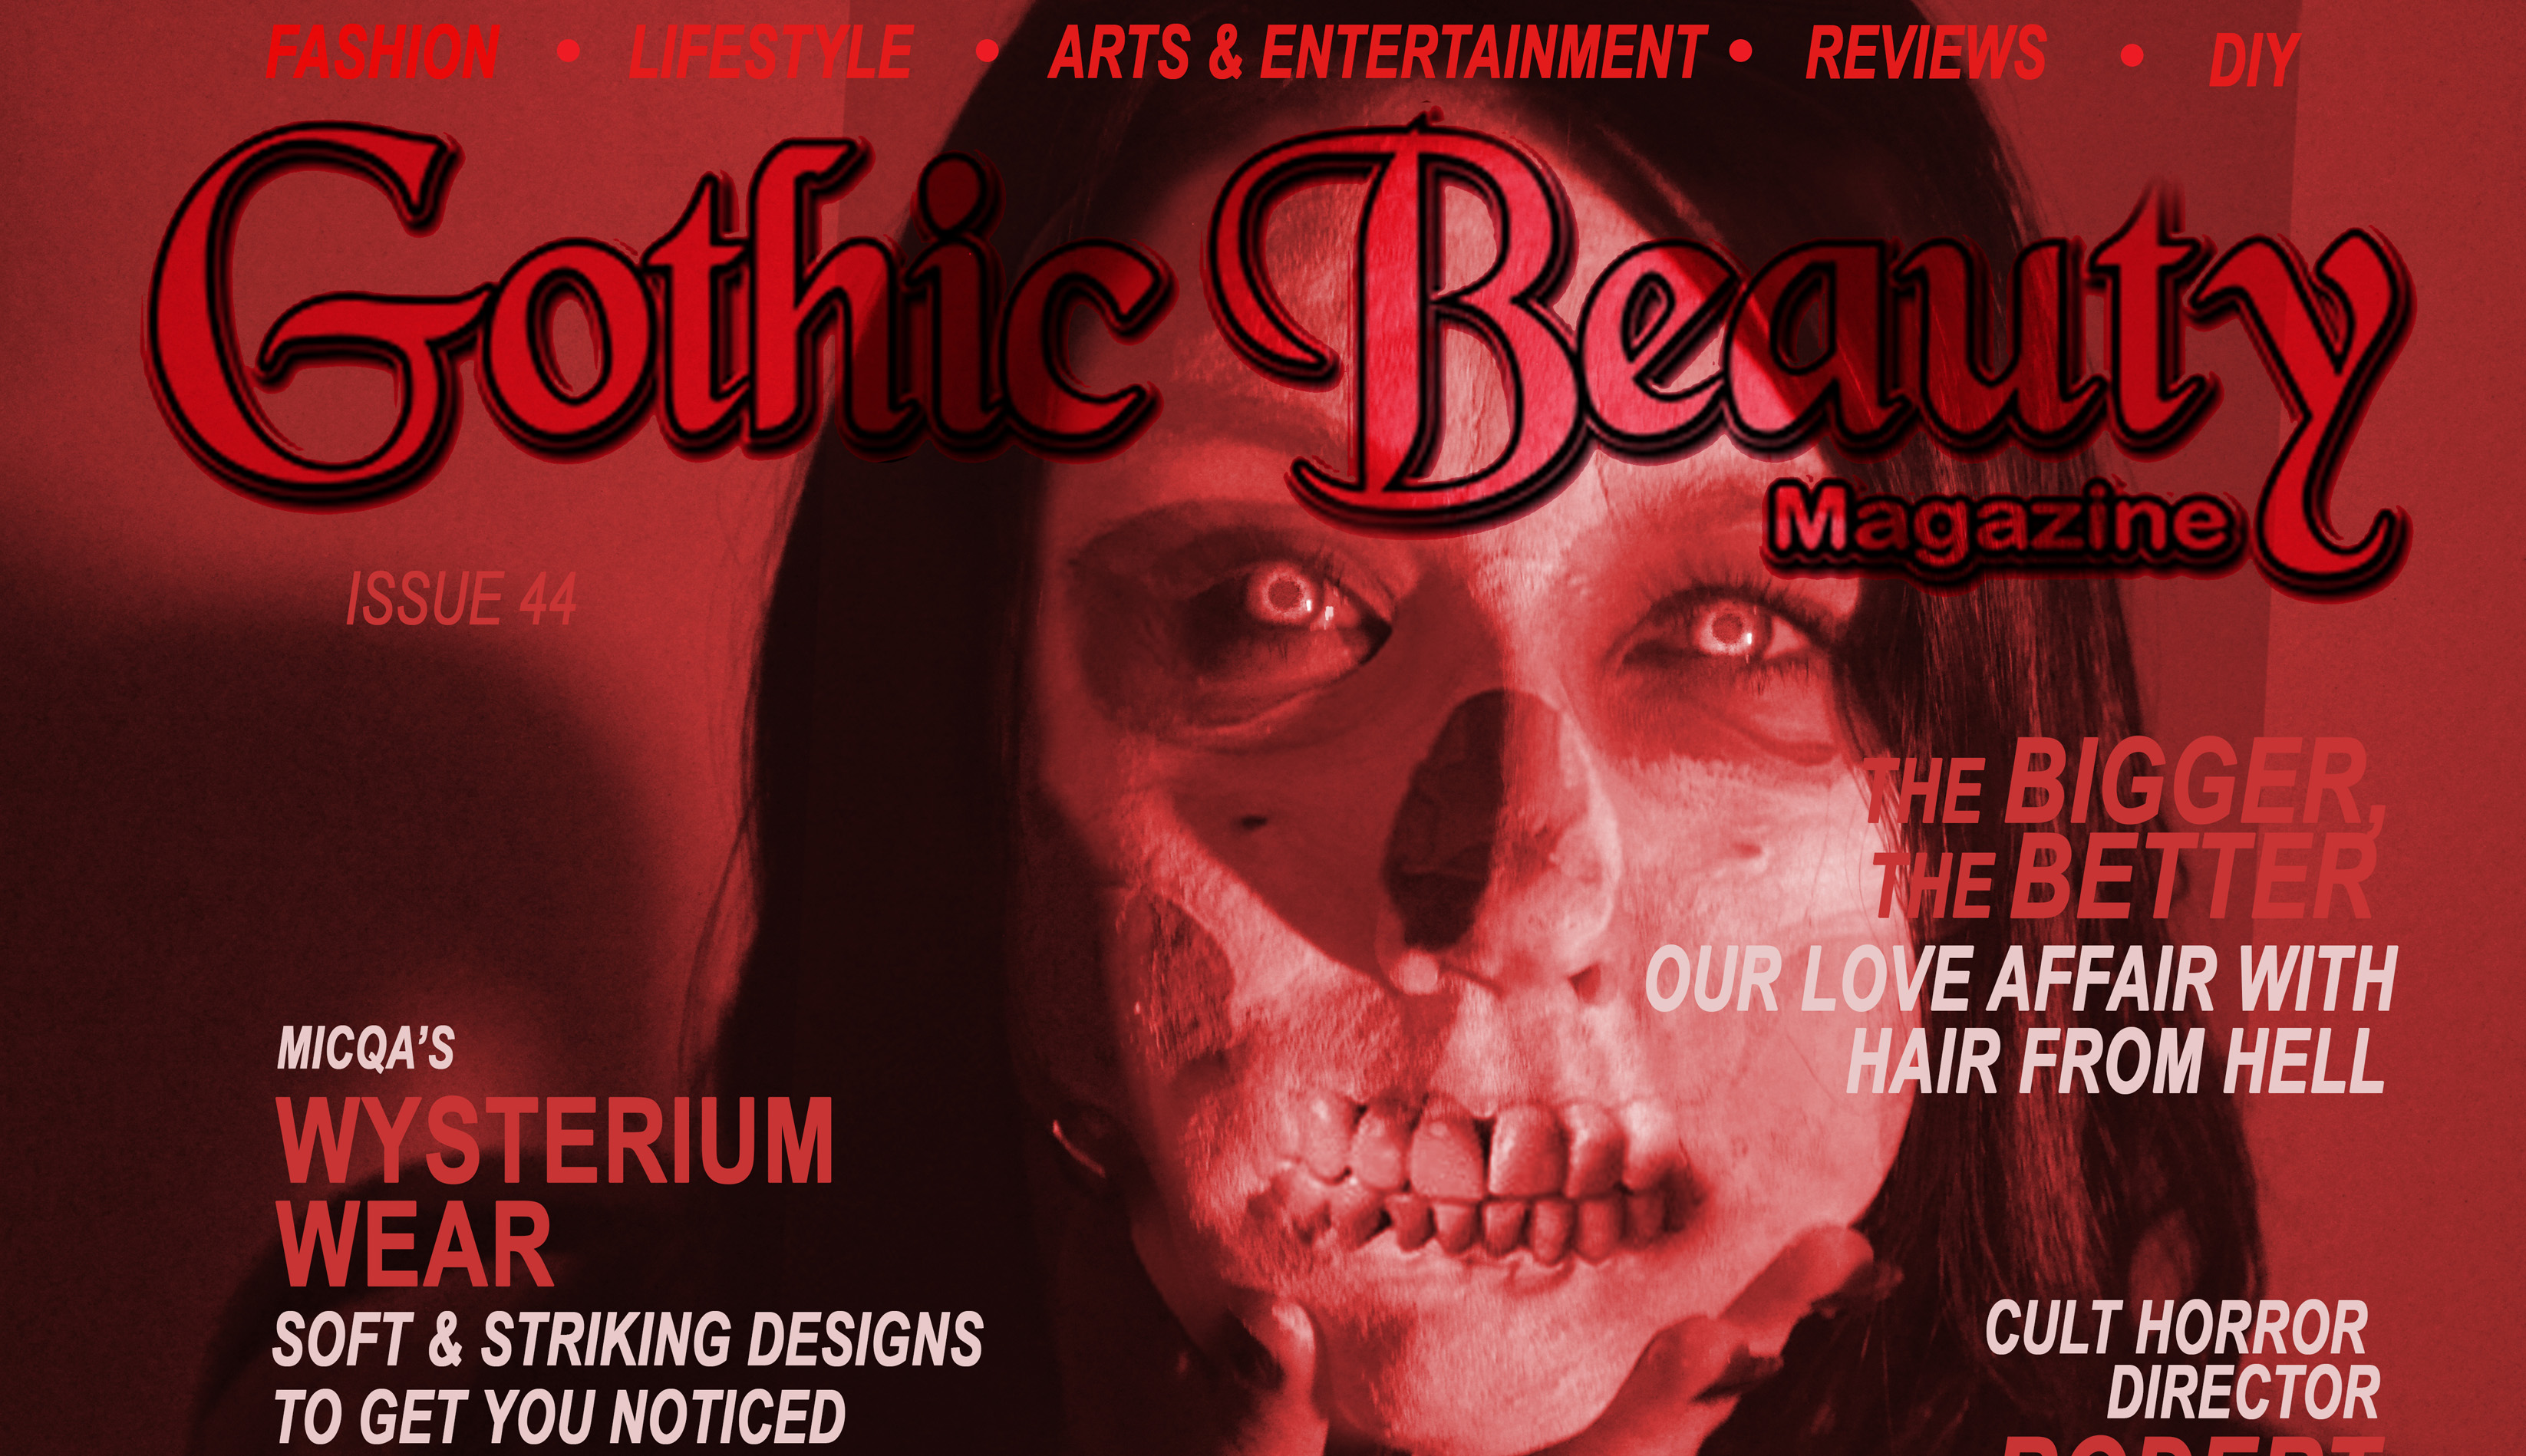 FASHION • LIFESTYLE • ARTS & ENTERTAINMENT • REVIEWS • DIY
Gothic Beauty
Magazine
ISSUE 44
THE BIGGER,
THE BETTER
OUR LOVE AFFAIR WITH
HAIR FROM HELL
MICQA'S
WYSTERIUM
WEAR
SOFT & STRIKING DESIGNS
TO GET YOU NOTICED
CULT HORROR
DIRECTOR
ROBERT